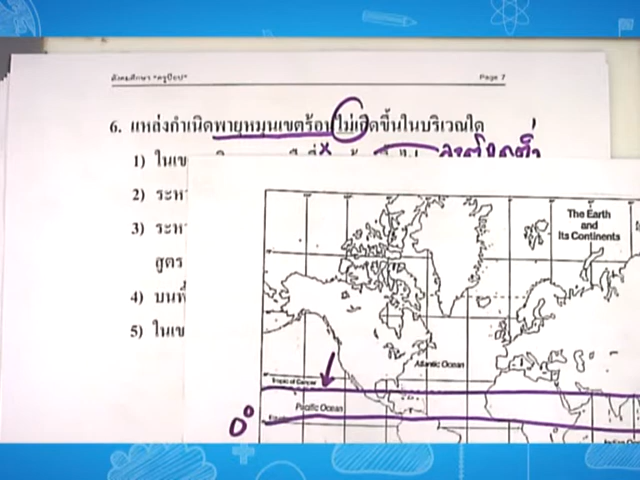 สังคมศึกษา "ครูป๊อป" Page 7
6. แหล่งกำเนิดพายุหมุนเขตร้อนไม่เกิดขึ้นในบริเวณใด
1) ในเข
2) ระห
3) ระห
สูตร
4) บนพื้
5) ในเข
The Earth
and
Its Continents
Atlantic Ocean
Tropic of Cancer
Pacific Ocean
0°
Indian O